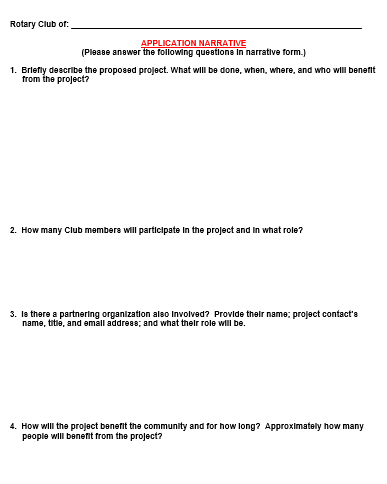 Rotary Club of:
APPLICATION NARRATIVE
(Please answer the following questions in narrative form.)
1. Briefly describe the proposed project. What will be done, when, where, and who will benefit
from the project?
2. How many Club members will participate in the project and in what role?
3. Is there a partnering organization also involved? Provide their name; project contact's
name, title, and email address; and what their role will be.
4. How will the project benefit the community and for how long? Approximately how many
people will benefit from the project?